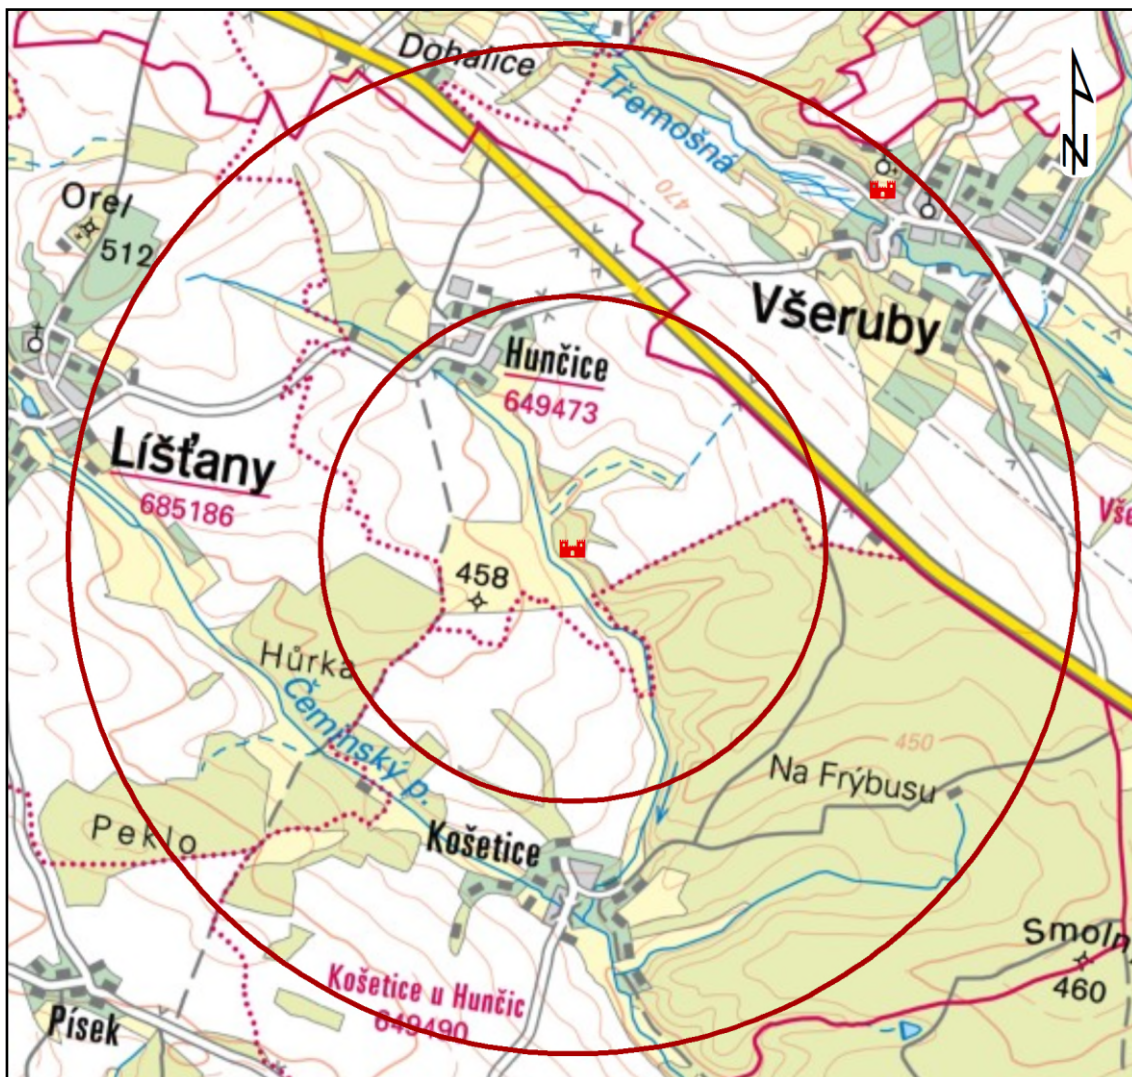 Dohalice
Třemošná
N
470
Orel
512
Všeruby
Hunčice
649473
Líšťany
685186
Vše
458
Hůrka
Čemínský p.
450
Na Frýbusu
Peklo
Košetice
Smoln
460
Košetice u Hunčic
649490
Písek